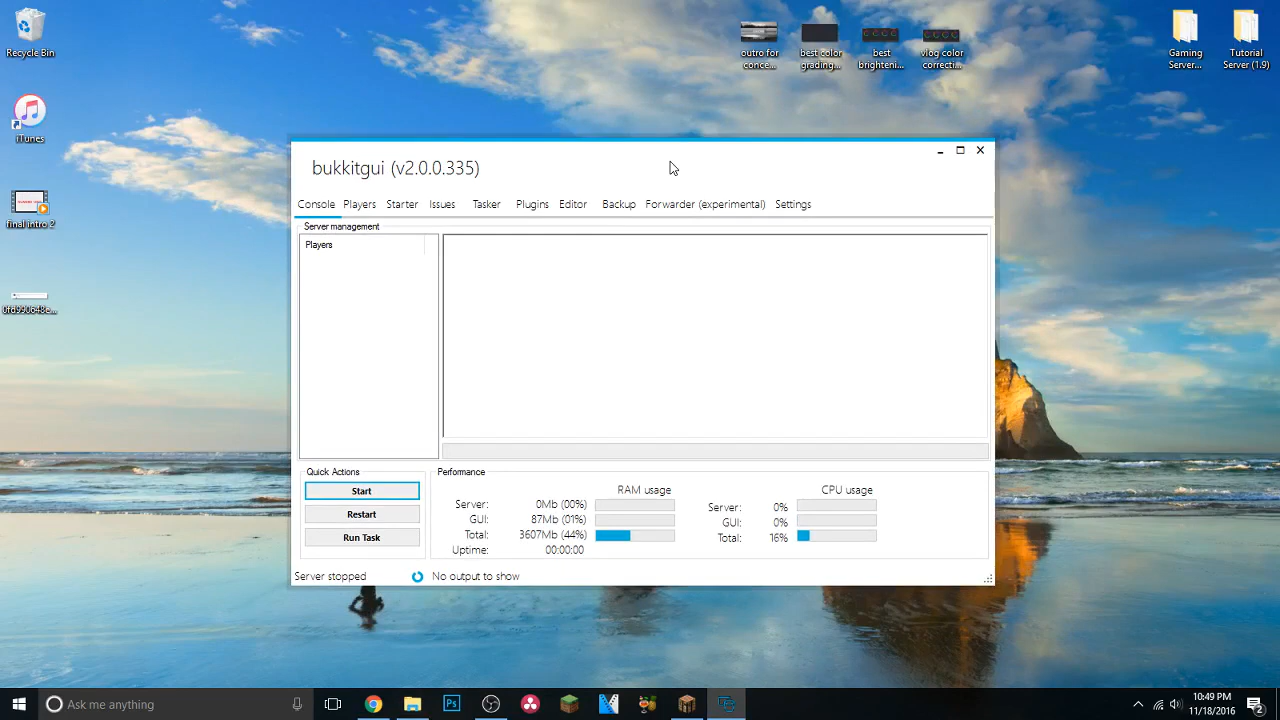 Recycle Bin
iTunes
final intro 2
outro for conce...
best color grading...
best brighteni...
vlog color correcti...
Gaming Server...
Tutorial Server (1.9)
bukkitgui (v2.0.0.335)
Console Players Starter Issues Tasker Plugins Editor Backup Forwarder (experimental) Settings
Server management
Players
Quick Actions
Start
Restart
Run Task
Performance
RAM usage
Server: 0Mb (00%)
GUI: 87Mb (01%)
Total: 3607Mb (44%)
Uptime: 00:00:00
CPU usage
Server: 0%
GUI: 0%
Total: 16%
Server stopped
No output to show
Ask me anything
Ps
10:49 PM
11/18/2016
2